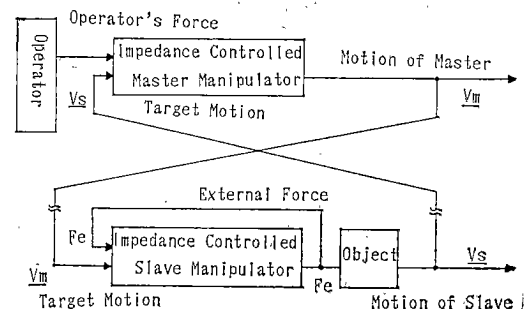 Operator's Force
Operator
Impedance Controlled
Master Manipulator
Motion of Master
Vs
Target Motion
Vm
External Force
Fe
Impedance Controlled
Slave Manipulator
Object
Vs
Vm
Fe
Target Motion
Motion of Slave